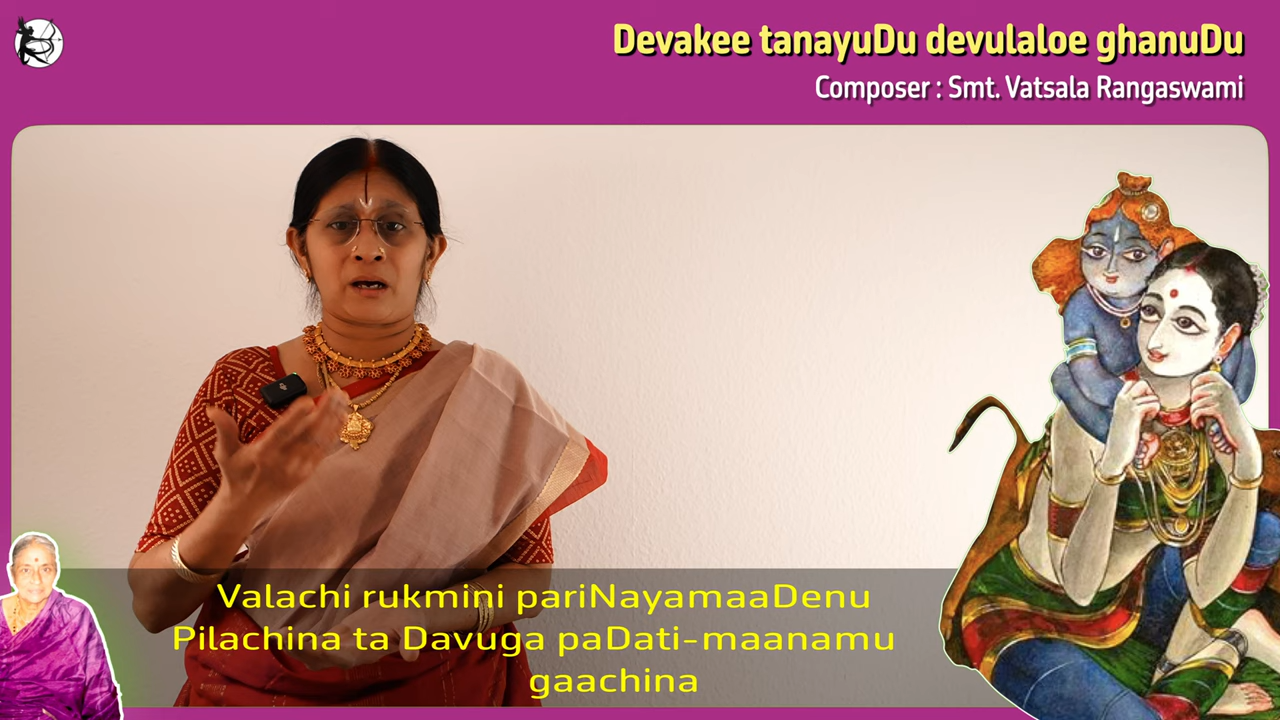 Devakee tanayuDu devulaloe ghanuDu
Composer : Smt. Vatsala Rangaswami
Valachi rukmini pariNayamaaDenu
Pilachina ta Davuga paDati-maanamu
gaachina